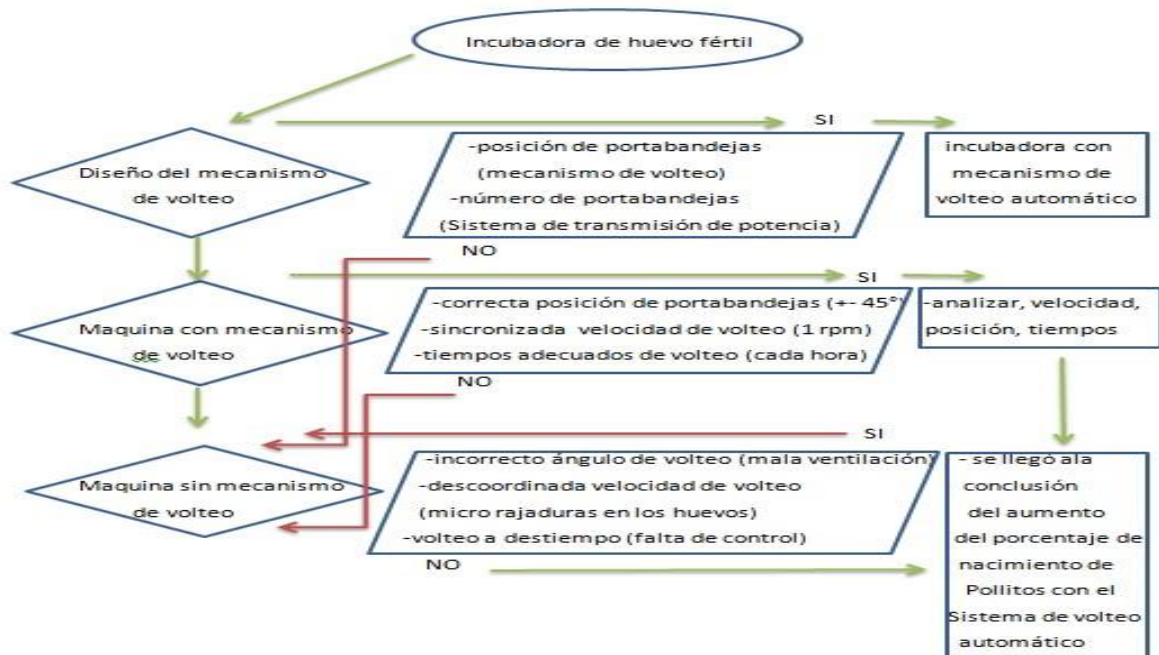 Incubadora de huevo fértil
SI
Diseño del mecanismo
de volteo
-posición de portabandejas
(mecanismo de volteo)
-número de portabandejas
(Sistema de transmisión de potencia)
incubadora con
mecanismo de
volteo automático
NO
SI
Maquina con mecanismo
de volteo
-correcta posición de portabandejas (+- 45°)
-sincronizada velocidad de volteo (1 rpm)
-tiempos adecuados de volteo (cada hora)
-analizar, velocidad,
posición, tiempos
NO
SI
Maquina sin mecanismo
de volteo
-incorrecto ángulo de volteo (mala ventilación)
-descoordinada velocidad de volteo
(micro rajaduras en los huevos)
-volteo a destiempo (falta de control)
- se llegó ala
conclusión
del aumento
del porcentaje de
nacimiento de
Pollitos con el
Sistema de volteo
automático
NO